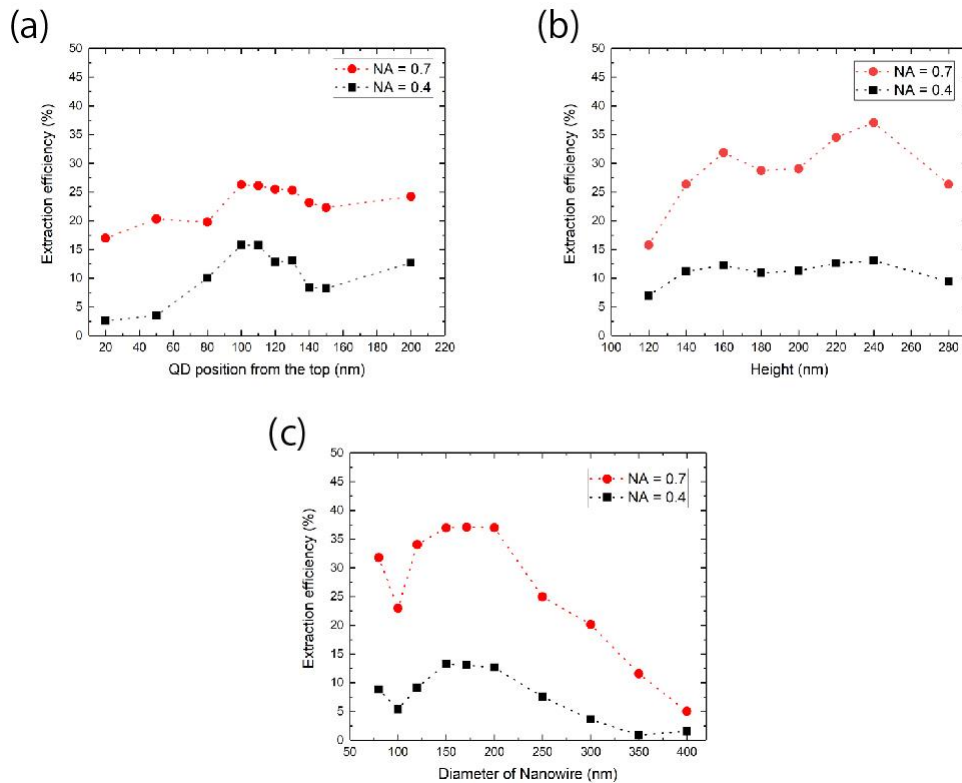 (a)
50
45
40
35
30
25
20
15
10
5
0
Extraction efficiency (%)
NA = 0.7
NA = 0.4
20 40 60 80 100 120 140 160 180 200 220
QD position from the top (nm)
(b)
50
45
40
35
30
25
20
15
10
5
0
Extraction efficiency (%)
NA = 0.7
NA = 0.4
100 120 140 160 180 200 220 240 260 280
Height (nm)
(c)
50
45
40
35
30
25
20
15
10
5
0
Extraction efficiency (%)
NA = 0.7
NA = 0.4
50 100 150 200 250 300 350 400
Diameter of Nanowire (nm)